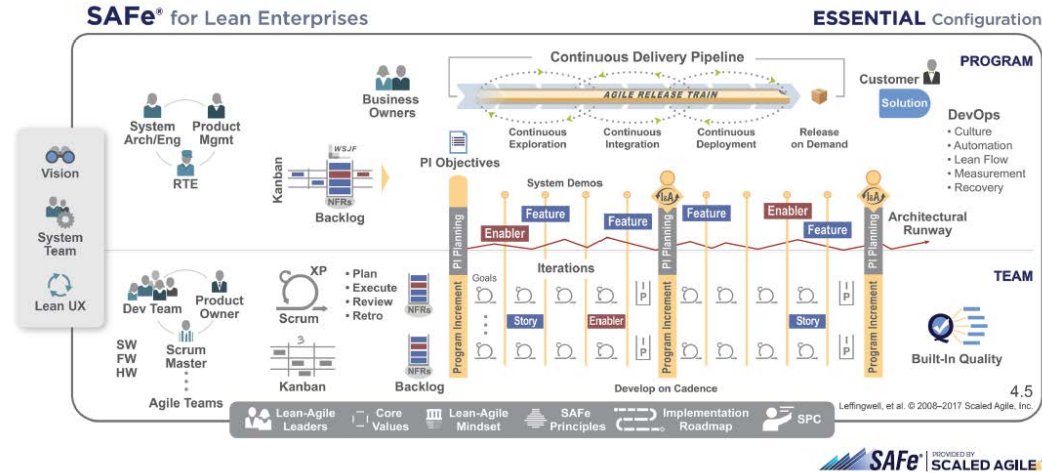 SAFe® for Lean Enterprises
ESSENTIAL Configuration
PROGRAM
Continuous Delivery Pipeline
AGILE RELEASE TRAIN
Continuous
Exploration
Continuous
Integration
Continuous
Deployment
Release
on Demand
Customer
Solution
DevOps
• Culture
• Automation
• Lean Flow
• Measurement
• Recovery
Business
Owners
System
Arch/Eng
Product
Mgmt
RTE
Vision
System
Team
Lean UX
Kanban
WSJF
NFRs
Backlog
PI Objectives
System Demos
Enabler
Feature
Feature
Feature
Enabler
Feature
I&A
I&A
PI Planning
PI Planning
PI Planning
Architectural
Runway
TEAM
Dev Team
Product
Owner
Scrum
Master
SW
FW
HW
Agile Teams
XP
Scrum
• Plan
• Execute
• Review
• Retro
3
Kanban
NFRs
NFRs
Backlog
Goals
Iterations
Story
Enabler
Story
I P
I P
I P
I P
Program Increment
Program Increment
Program Increment
Develop on Cadence
Q
Built-In Quality
4.5
Leffingwell, et al. © 2008–2017 Scaled Agile, Inc.
Lean-Agile
Leaders
Core
Values
Lean-Agile
Mindset
SAFe
Principles
Implementation
Roadmap
SPC
SAFe® PROVIDED BY
SCALED AGILE